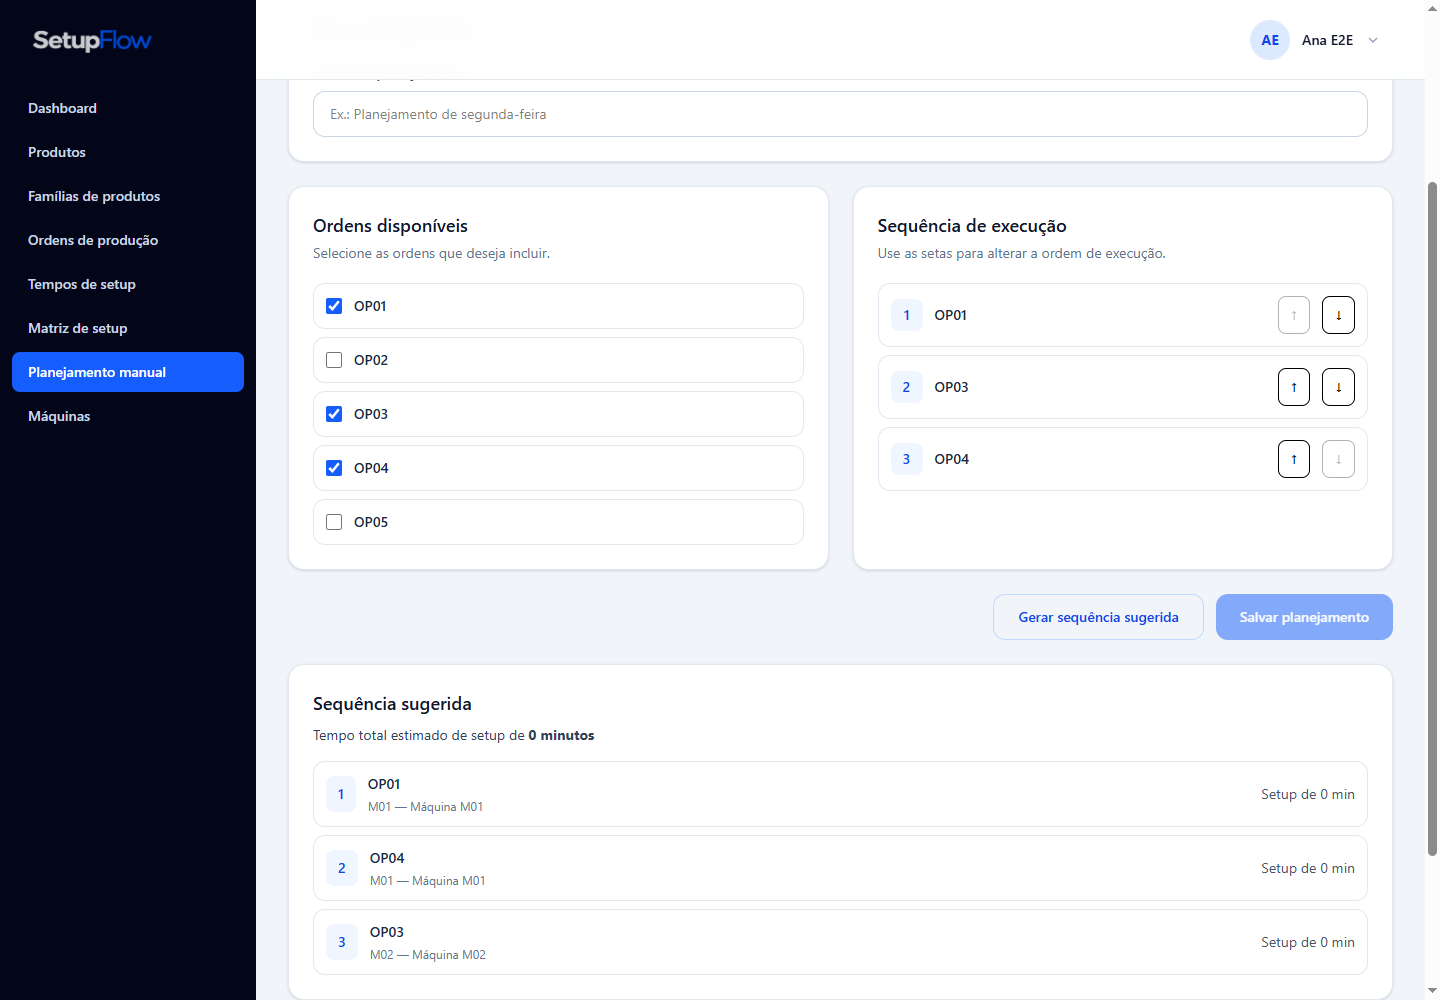 SetupFlow
AE
Ana E2E
Dashboard
Produtos
Famílias de produtos
Ordens de produção
Tempos de setup
Matriz de setup
Planejamento manual
Máquinas
Ex.: Planejamento de segunda-feira
Ordens disponíveis
Selecione as ordens que deseja incluir.
OP01
OP02
OP03
OP04
OP05
Sequência de execução
Use as setas para alterar a ordem de execução.
1 OP01 ↑ ↓
2 OP03 ↑ ↓
3 OP04 ↑ ↓
Gerar sequência sugerida
Salvar planejamento
Sequência sugerida
Tempo total estimado de setup de 0 minutos
1 OP01
M01 — Máquina M01
Setup de 0 min
2 OP04
M01 — Máquina M01
Setup de 0 min
3 OP03
M02 — Máquina M02
Setup de 0 min